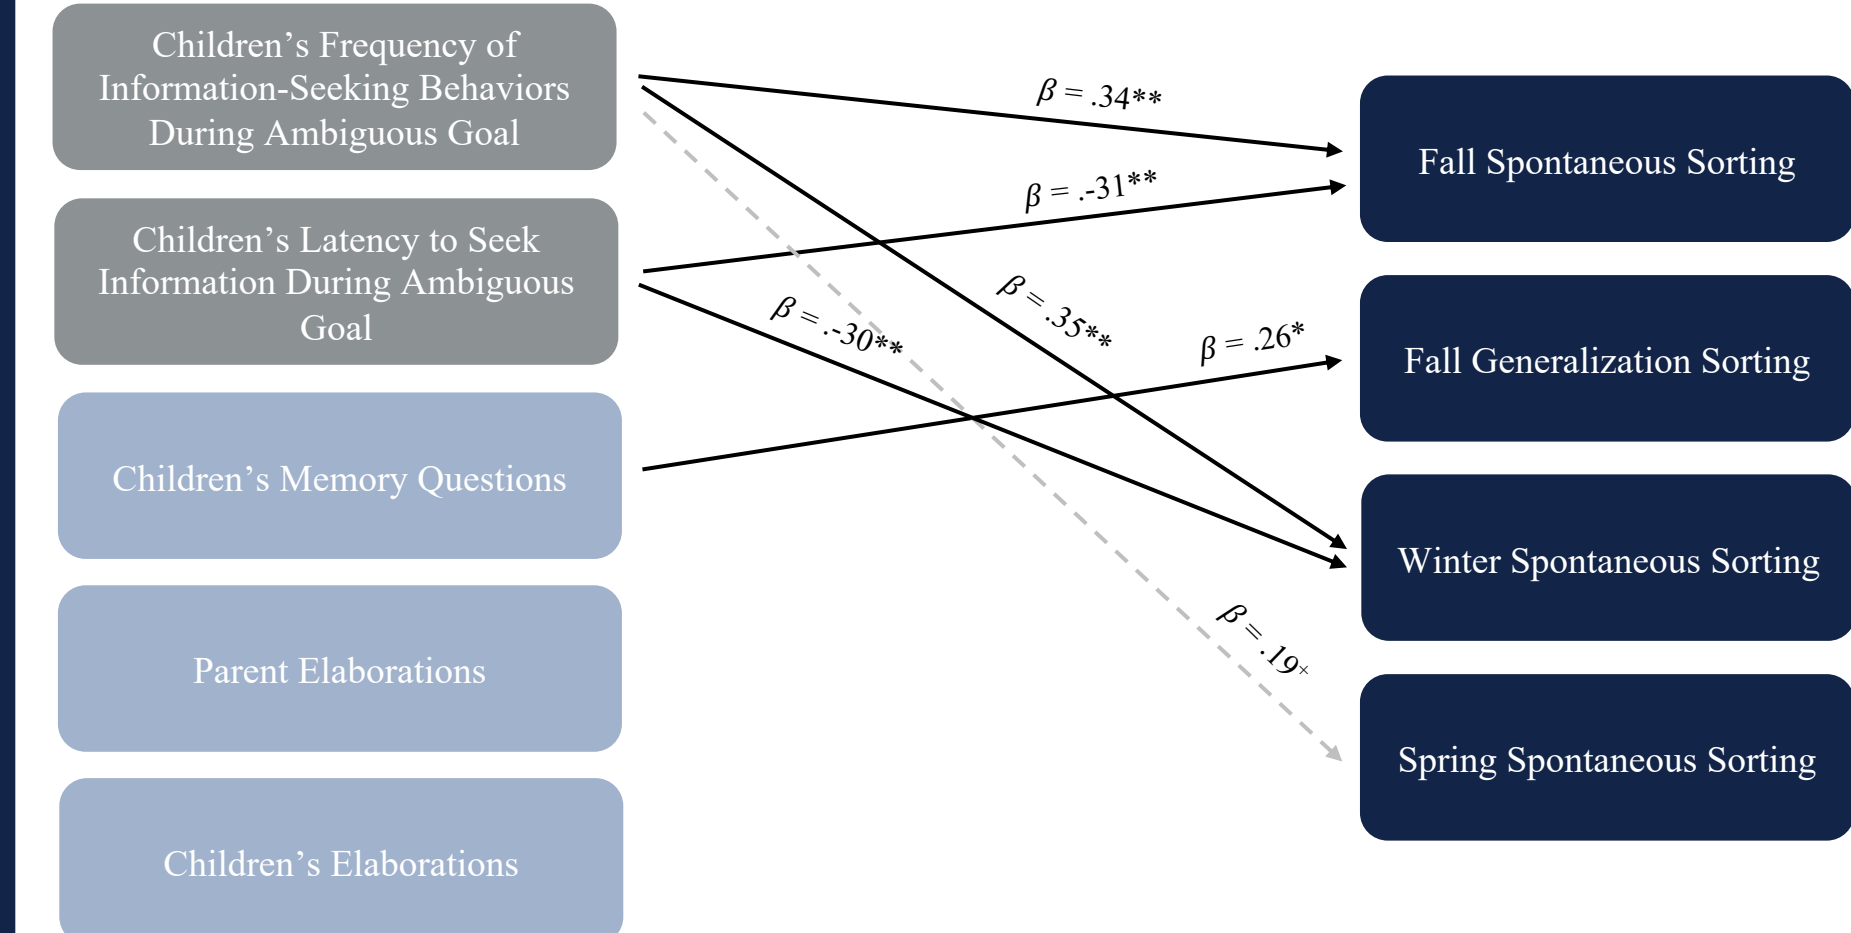 Children’s Frequency of
Information-Seeking Behaviors
During Ambiguous Goal
Children’s Latency to Seek
Information During Ambiguous
Goal
Children’s Memory Questions
Parent Elaborations
Children’s Elaborations
β = .34**
β = .-31**
β = .35**
β = .-30**
β = .26*
β = .19+
Fall Spontaneous Sorting
Fall Generalization Sorting
Winter Spontaneous Sorting
Spring Spontaneous Sorting